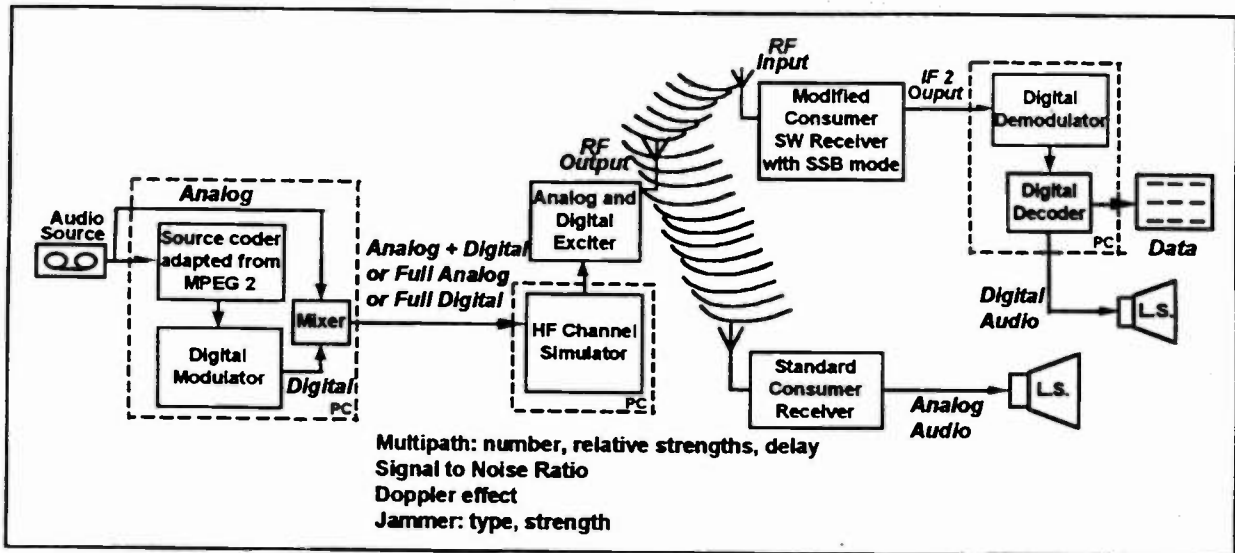 Audio
Source
Analog
Source coder
adapted from
MPEG 2
Digital
Modulator
Mixer
Digital
PC
Analog + Digital
or Full Analog
or Full Digital
RF
Output
Analog and
Digital
Exciter
HF Channel
Simulator
PC
RF
Input
Modified
Consumer
SW Receiver
with SSB mode
IF 2
Ouput
Digital
Demodulator
Digital
Decoder
PC
Data
Digital
Audio
L.S.
Standard
Consumer
Receiver
Analog
Audio
L.S.
Multipath: number, relative strengths, delay
Signal to Noise Ratio
Doppler effect
Jammer: type, strength